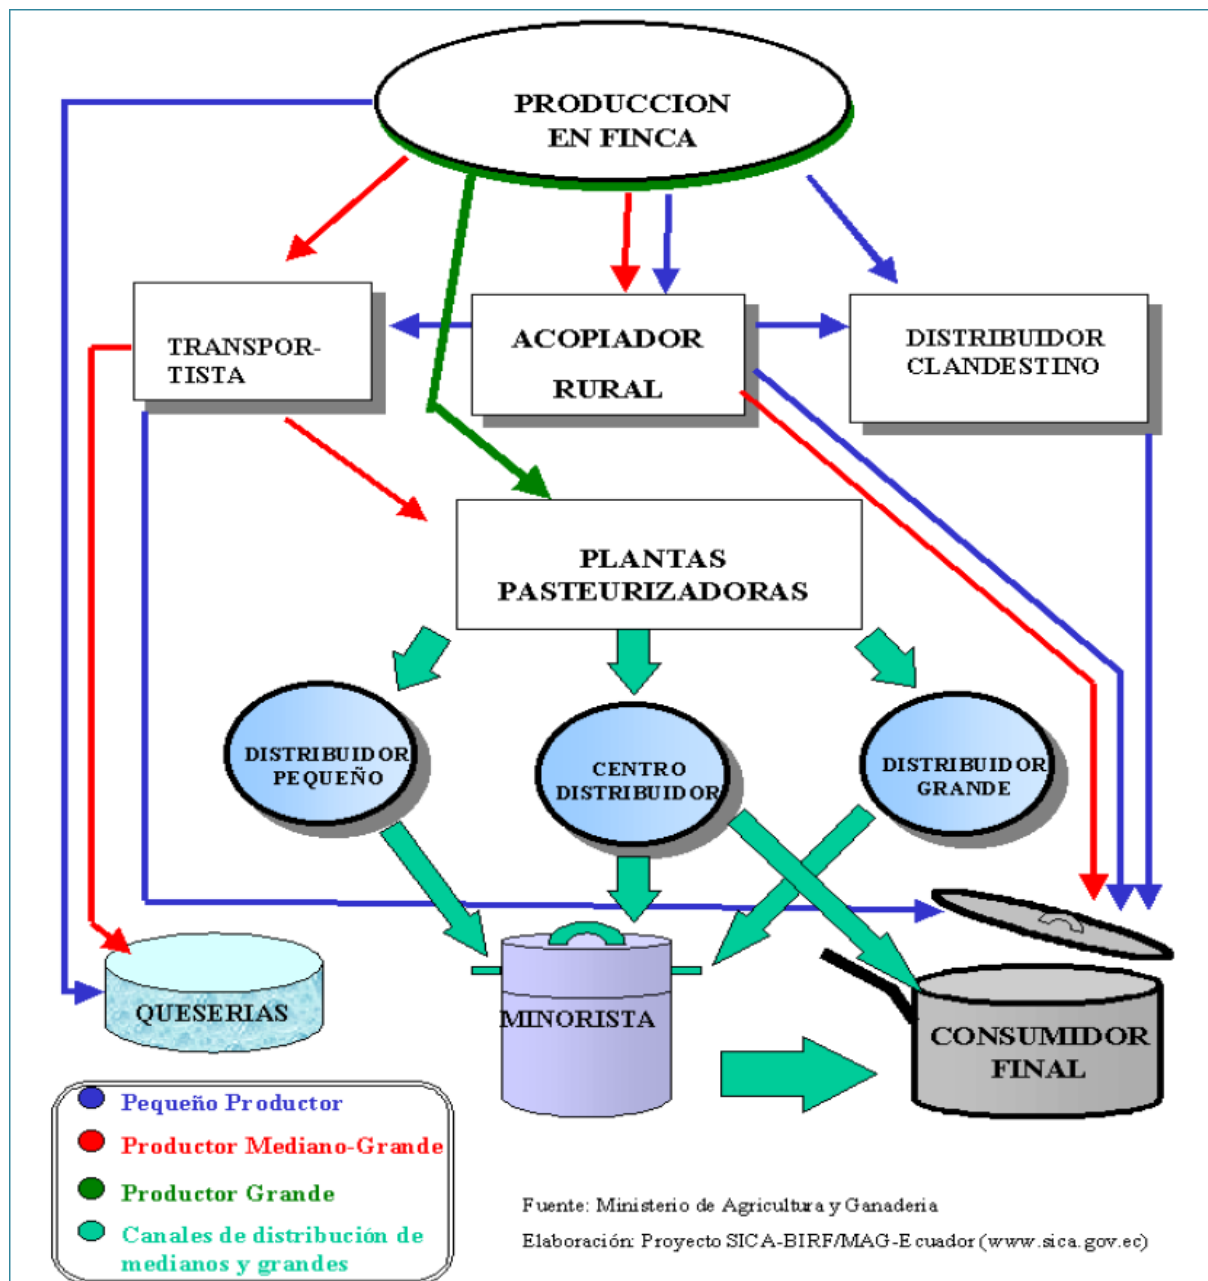 PRODUCCION
EN FINCA
TRANSPOR-
TISTA
ACOPIADOR
RURAL
DISTRIBUIDOR
CLANDESTINO
PLANTAS
PASTEURIZADORAS
DISTRIBUIDOR
PEQUEÑO
CENTRO
DISTRIBUIDOR
DISTRIBUIDOR
GRANDE
QUESERIAS
MINORISTA
CONSUMIDOR
FINAL
Pequeño Productor
Productor Mediano-Grande
Productor Grande
Canales de distribución de
medianos y grandes
Fuente: Ministerio de Agricultura y Ganaderia
Elaboración: Proyecto SICA-BIRF/MAG-Ecuador (www.sica.gov.ec)